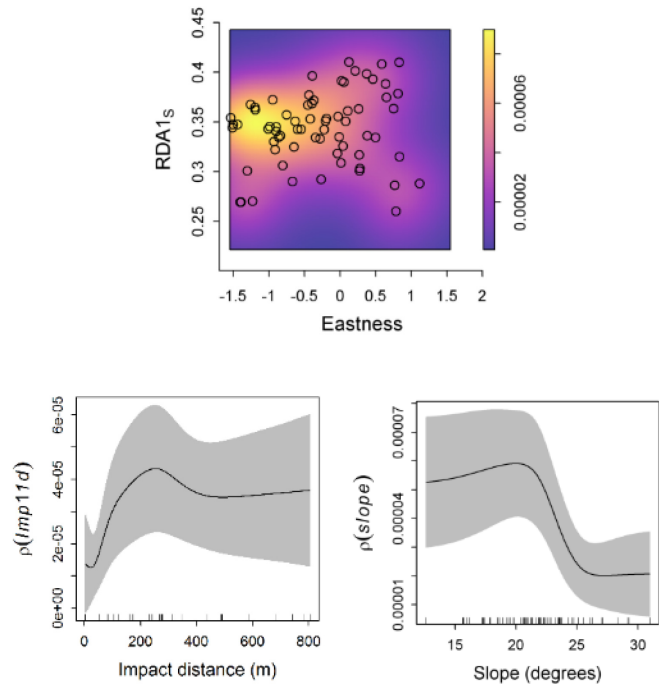 0.45
0.4
0.35
0.3
0.25
RDA1S
-1.5 -1 -0.5 0 0.5 1 1.5 2
Eastness
0.00006
0.00002
6e-05
4e-05
2e-05
0e+00
ρ(Imp11d)
0 200 400 600 800
Impact distance (m)
0.00007
0.00004
0.00001
ρ(slope)
15 20 25 30
Slope (degrees)